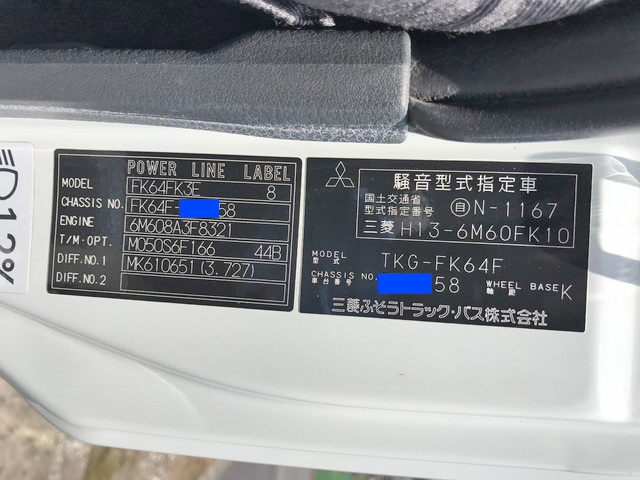 D12%
POWER LINE LABEL
MODEL FK64FK3E 8
CHASSIS NO. FK64F- 58
ENGINE 6M608A3F8321
T/M・OPT. M050S6F166 44B
DIFF.NO.1 MK610651(3.727)
DIFF.NO.2
騒音型式指定車
国土交通省
型式指定番号 自N-1167
三菱 H13-6M60FK10
MODEL
型式 TKG-FK64F
CHASSIS NO.
車台番号 58
WHEEL BASE
軸距 K
三菱ふそうトラック・バス株式会社